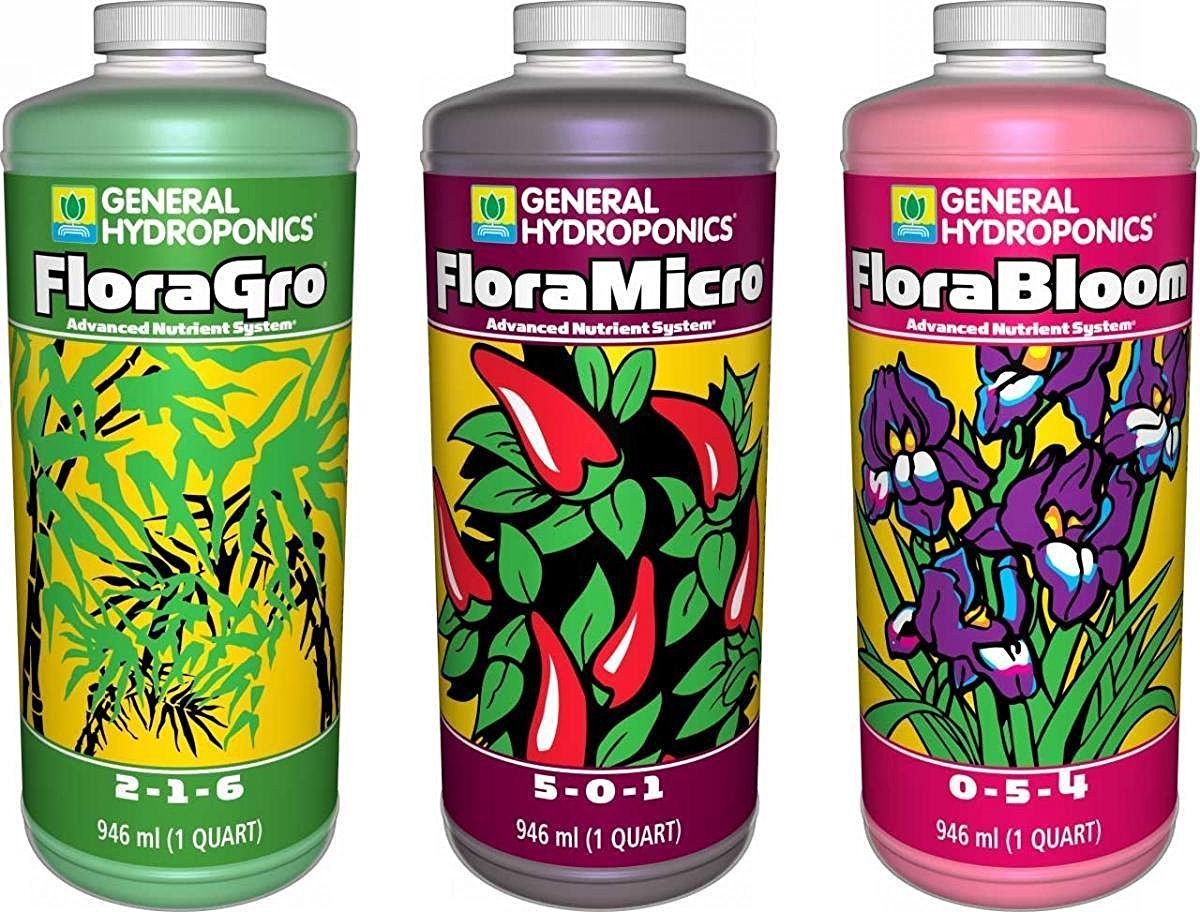 GENERAL
HYDROPONICS®
FloraGro®
Advanced Nutrient System®
2-1-6
946 ml (1 QUART)
GENERAL
HYDROPONICS®
FloraMicro®
Advanced Nutrient System®
5-0-1
946 ml (1 QUART)
GENERAL
HYDROPONICS®
FloraBloom®
Advanced Nutrient System®
0-5-4
946 ml (1 QUART)